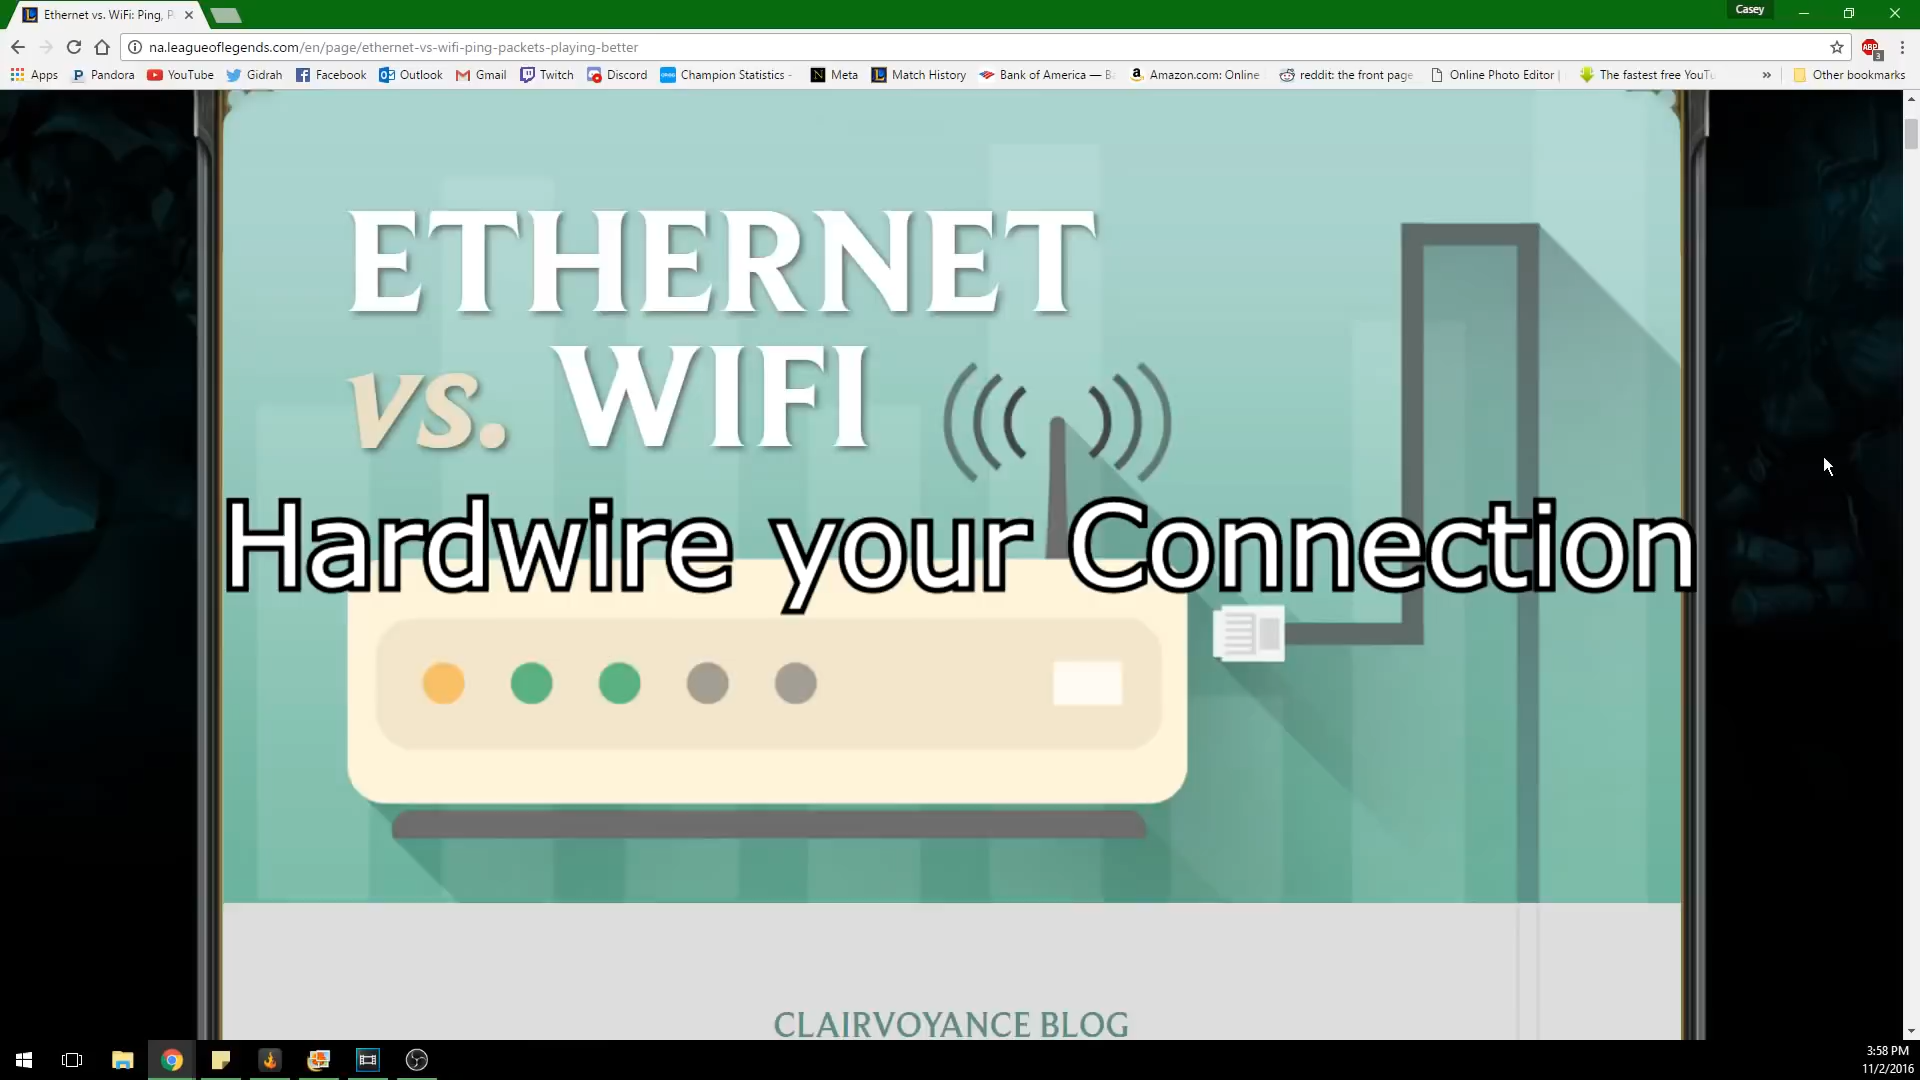 Ethernet vs. WiFi: Ping, P
Casey
na.leagueoflegends.com/en/page/ethernet-vs-wifi-ping-packets-playing-better
ABP
3
Apps
Pandora
YouTube
Gidrah
Facebook
Outlook
Gmail
Twitch
Discord
Champion Statistics -
Meta
Match History
Bank of America — B
Amazon.com: Online
reddit: the front page
Online Photo Editor |
The fastest free YouTu
»
Other bookmarks
ETHERNET
vs. WIFI
Hardwire your Connection
CLAIRVOYANCE BLOG
3:58 PM
11/2/2016